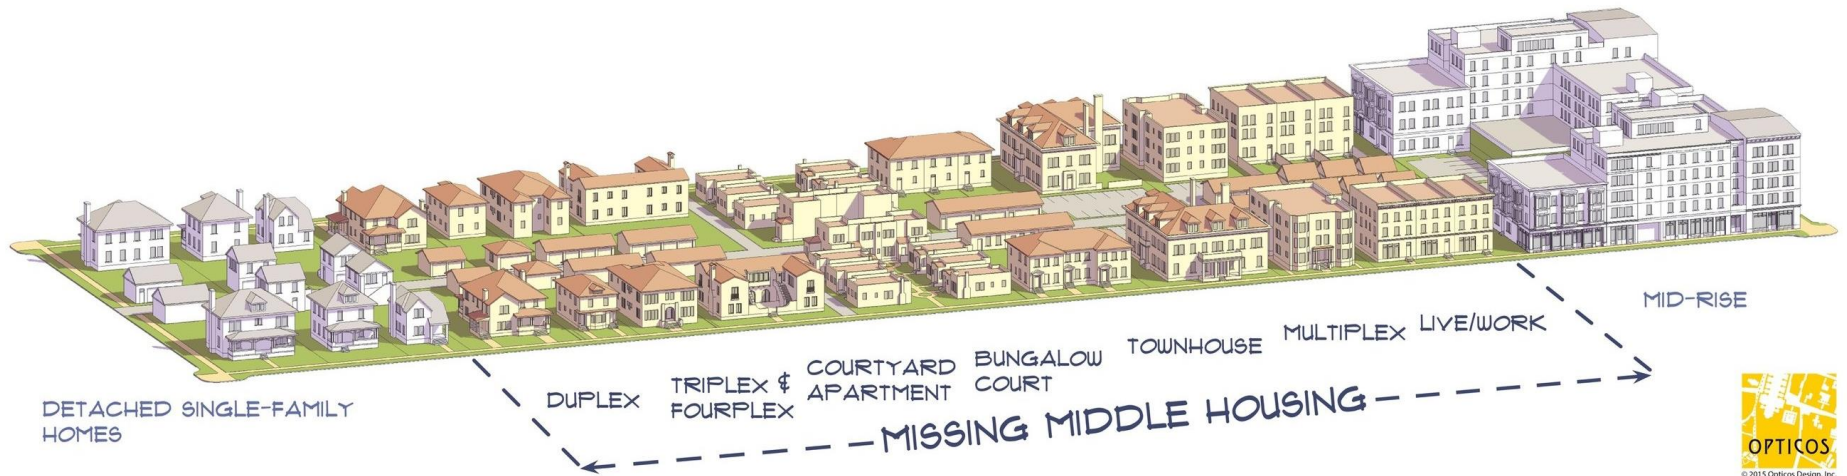 DETACHED SINGLE-FAMILY
HOMES
DUPLEX
TRIPLEX &
FOURPLEX
COURTYARD
APARTMENT
BUNGALOW
COURT
TOWNHOUSE
MULTIPLEX
LIVE/WORK
MID-RISE
MISSING MIDDLE HOUSING
OPTICOS
© 2015 Opticos Design, Inc.